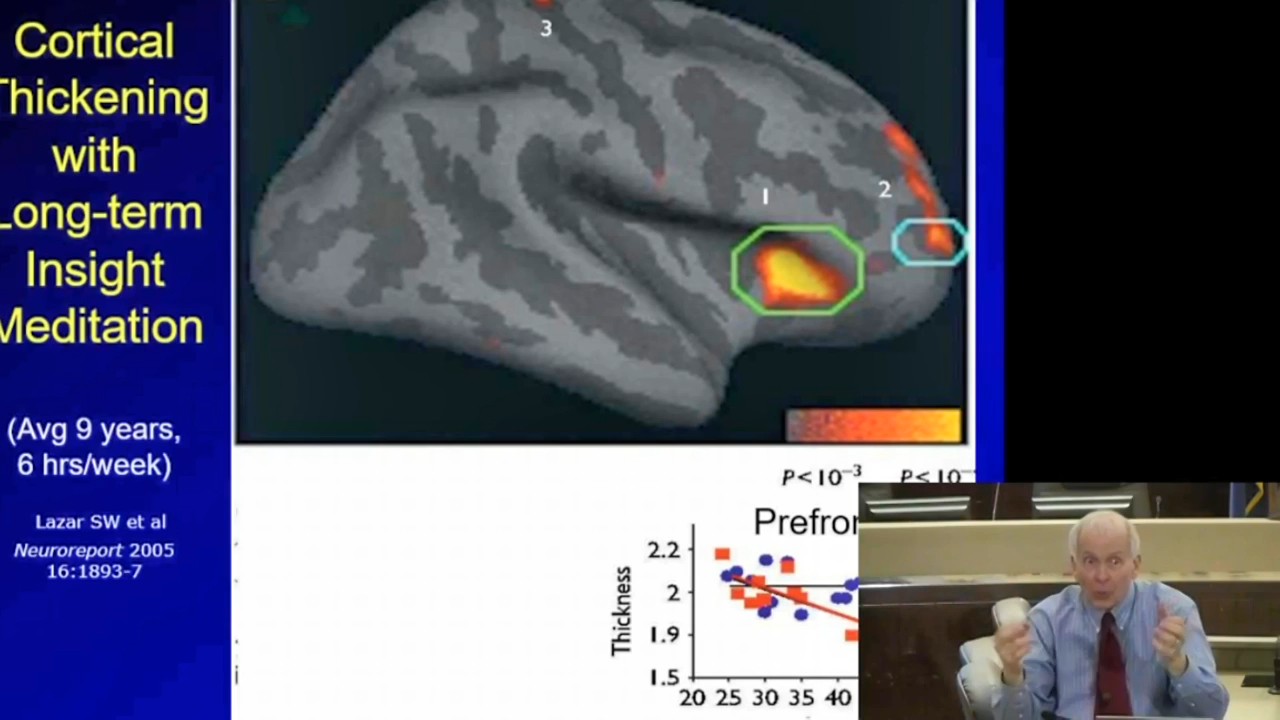 Cortical
Thickening
with
Long-term
Insight
Meditation
(Avg 9 years,
6 hrs/week)
Lazar SW et al
Neuroreport 2005
16:1893-7
3
1
2
P<10⁻³
P<10⁻
Prefror
Thickness
2.2
2
1.9
1.5
20 25 30 35 40